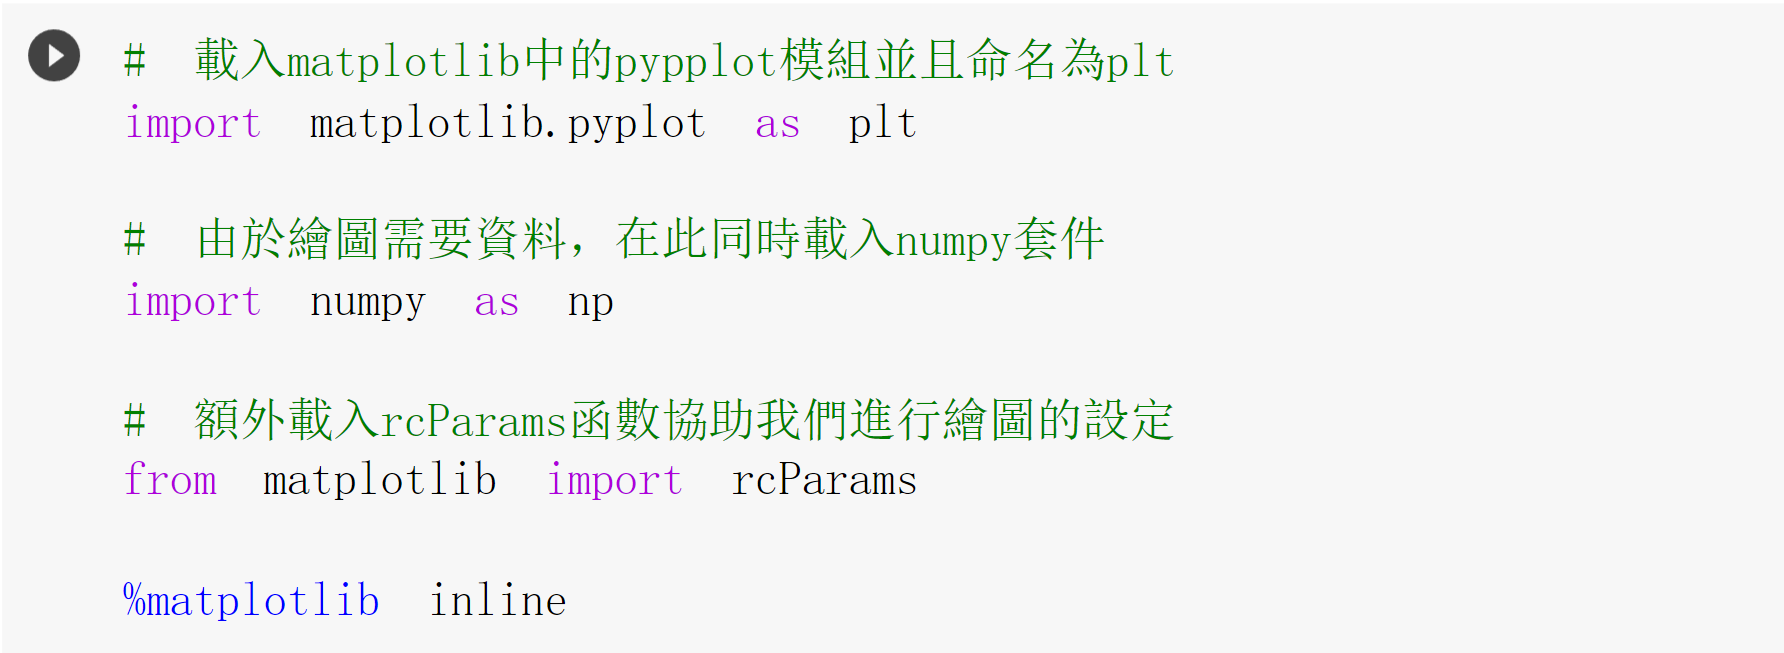 # 載入matplotlib中的pypplot模組並且命名為plt
import matplotlib.pyplot as plt
# 由於繪圖需要資料，在此同時載入numpy套件
import numpy as np
# 額外載入rcParams函數協助我們進行繪圖的設定
from matplotlib import rcParams
%matplotlib inline